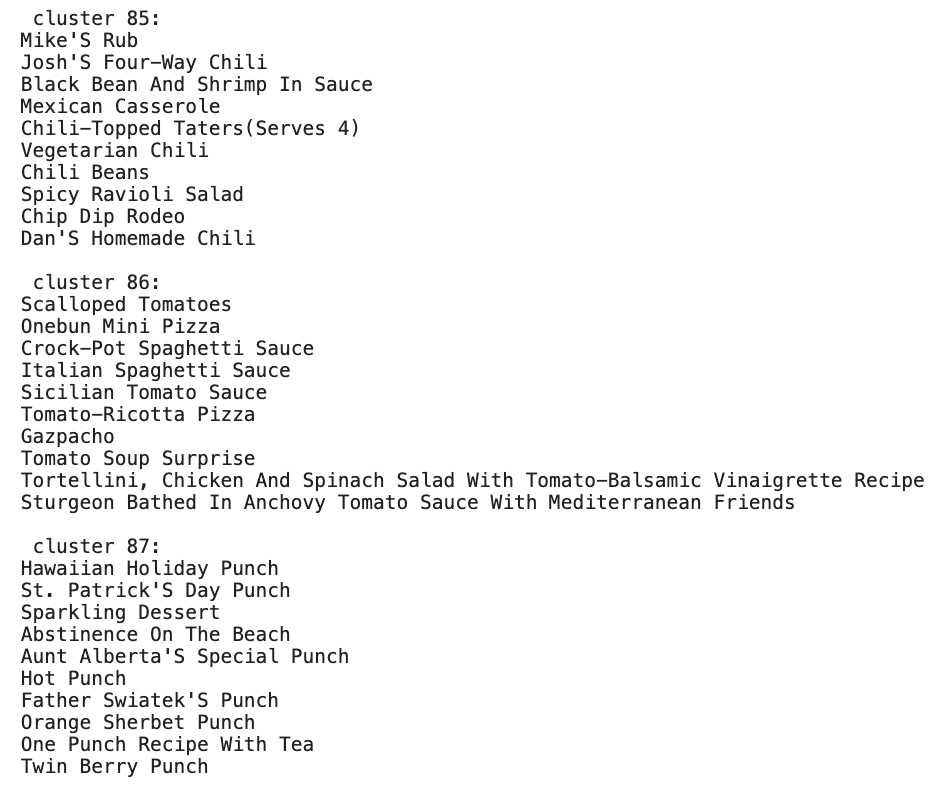 cluster 85:
Mike'S Rub
Josh'S Four-Way Chili
Black Bean And Shrimp In Sauce
Mexican Casserole
Chili-Topped Taters(Serves 4)
Vegetarian Chili
Chili Beans
Spicy Ravioli Salad
Chip Dip Rodeo
Dan'S Homemade Chili
cluster 86:
Scalloped Tomatoes
Onebun Mini Pizza
Crock-Pot Spaghetti Sauce
Italian Spaghetti Sauce
Sicilian Tomato Sauce
Tomato-Ricotta Pizza
Gazpacho
Tomato Soup Surprise
Tortellini, Chicken And Spinach Salad With Tomato-Balsamic Vinaigrette Recipe
Sturgeon Bathed In Anchovy Tomato Sauce With Mediterranean Friends
cluster 87:
Hawaiian Holiday Punch
St. Patrick'S Day Punch
Sparkling Dessert
Abstinence On The Beach
Aunt Alberta'S Special Punch
Hot Punch
Father Swiatek'S Punch
Orange Sherbet Punch
One Punch Recipe With Tea
Twin Berry Punch